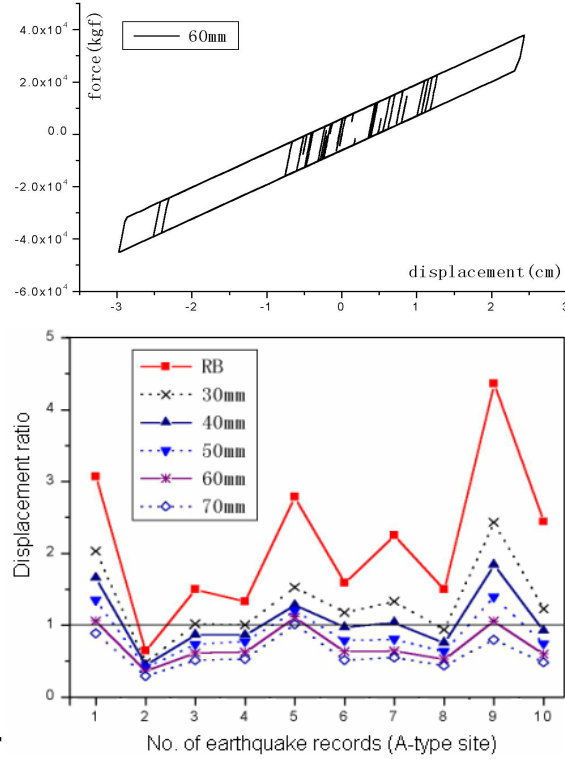 force(kgf)
60mm
4.0x10⁴
2.0x10⁴
0.0
-2.0x10⁴
-4.0x10⁴
-6.0x10⁴
displacement(cm)
-3 -2 -1 0 1 2 3
Displacement ratio
5
4
3
2
1
0
RB
30mm
40mm
50mm
60mm
70mm
1 2 3 4 5 6 7 8 9 10
No. of earthquake records (A-type site)